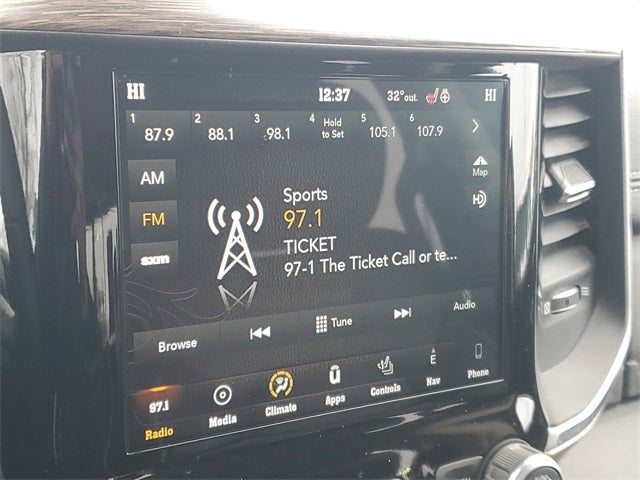 HI 12:37 32°out. HI
1 87.9 2 88.1 3 98.1 4 Hold to Set 5 105.1 6 107.9
AM
Map
Sports
FM
97.1
HD
TICKET
sxm
97-1 The Ticket Call or te...
Browse
Tune
Audio
97.1
Radio
Media
Climate
Apps
Controls
E
Nav
Phone